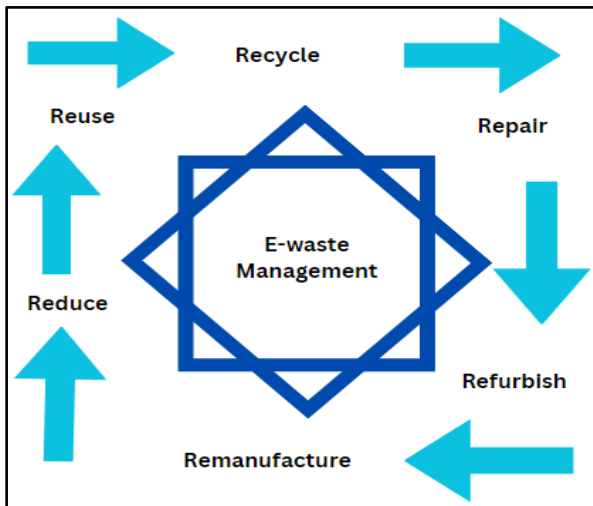 Recycle
Reuse
Repair
E-waste
Management
Reduce
Refurbish
Remanufacture